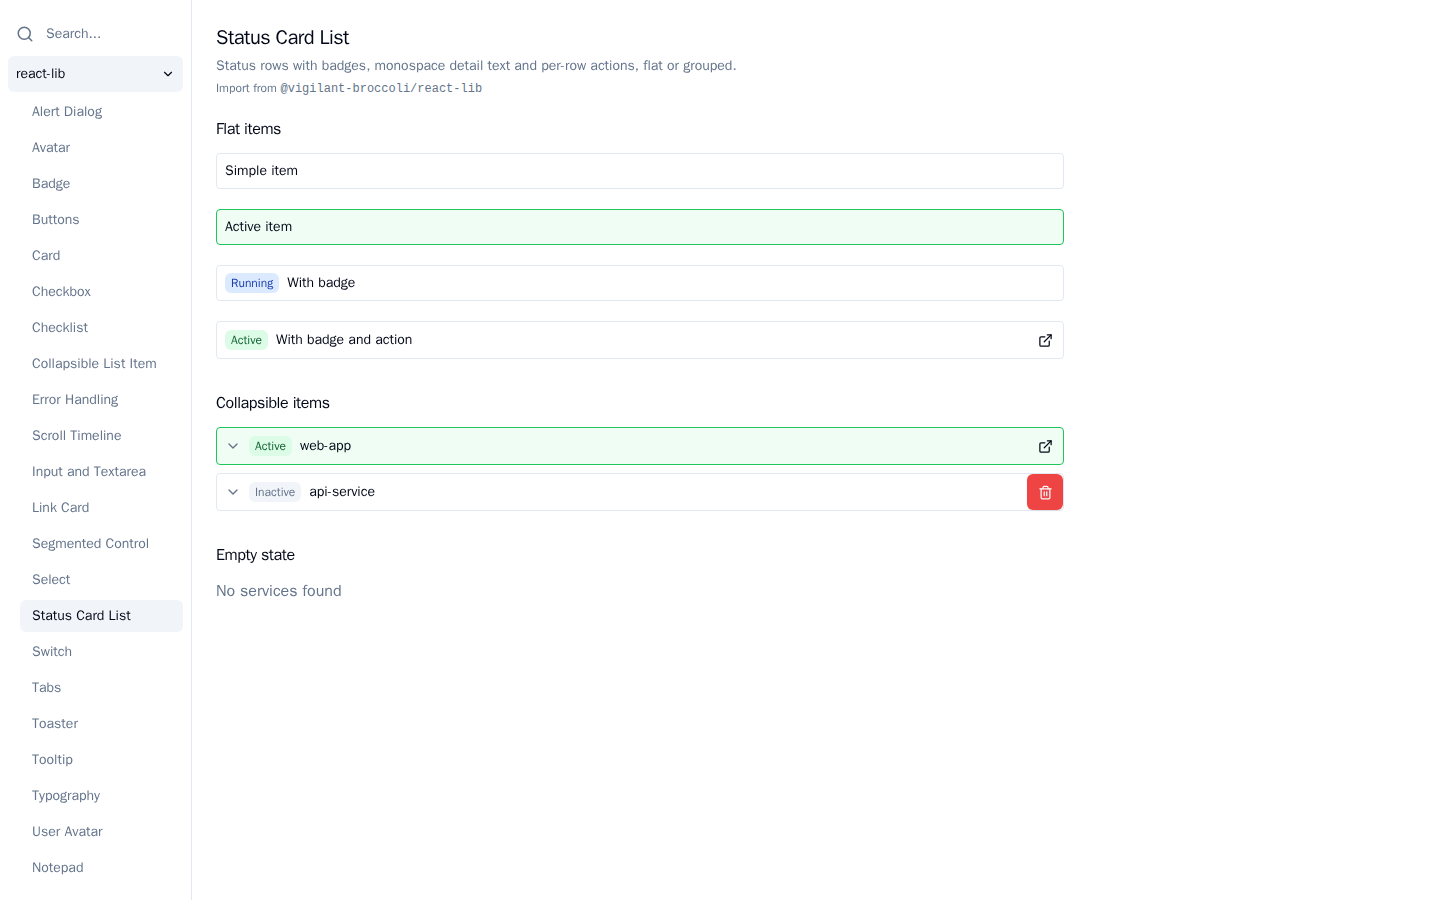 Search...
react-lib
Alert Dialog
Avatar
Badge
Buttons
Card
Checkbox
Checklist
Collapsible List Item
Error Handling
Scroll Timeline
Input and Textarea
Link Card
Segmented Control
Select
Status Card List
Switch
Tabs
Toaster
Tooltip
Typography
User Avatar
Notepad
Status Card List
Status rows with badges, monospace detail text and per-row actions, flat or grouped.
Import from @vigilant-broccoli/react-lib
Flat items
Simple item
Active item
Running With badge
Active With badge and action
Collapsible items
Active web-app
Inactive api-service
Empty state
No services found